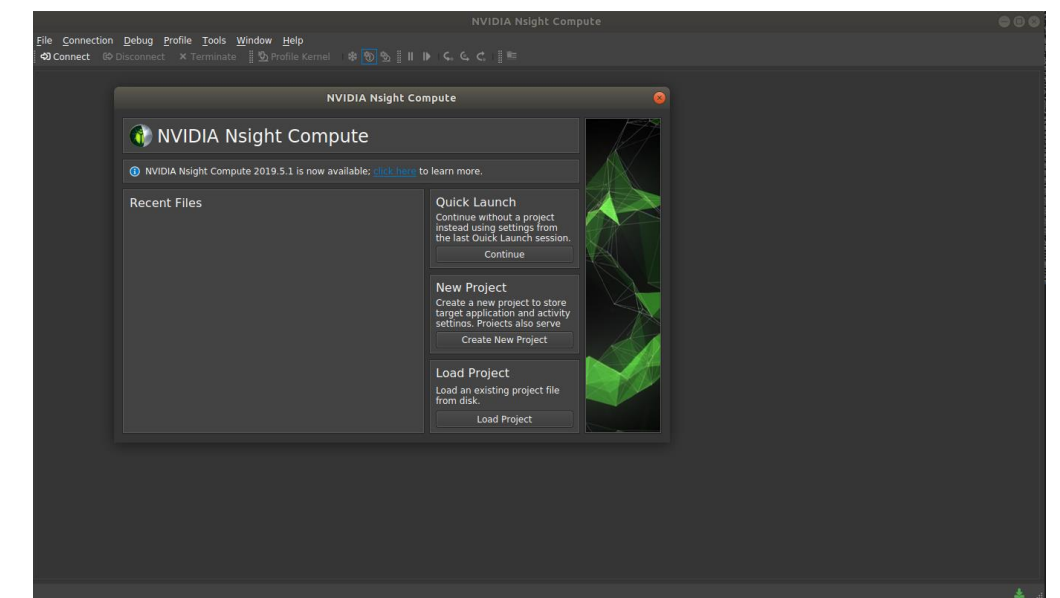 NVIDIA Nsight Compute
File Connection Debug Profile Tools Window Help
Connect Disconnect Terminate Profile Kernel
NVIDIA Nsight Compute
NVIDIA Nsight Compute
NVIDIA Nsight Compute 2019.5.1 is now available; click here to learn more.
Recent Files
Quick Launch
Continue without a project
instead using settings from
the last Quick Launch session.
Continue
New Project
Create a new project to store
target application and activity
settings. Projects also serve
Create New Project
Load Project
Load an existing project file
from disk.
Load Project